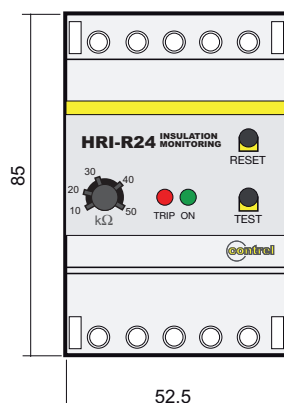 HRI-R24 INSULATION
MONITORING
RESET
30
20
40
10
50
kΩ
TRIP ON
TEST
contrel
85
52.5